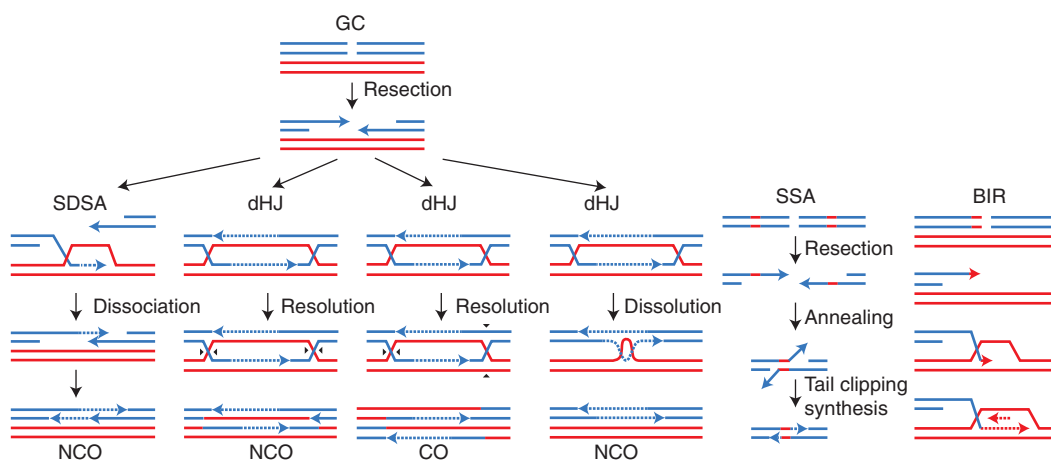 GC
Resection
SDSA
dHJ
dHJ
dHJ
SSA
BIR
Resection
Dissociation
Resolution
Resolution
Dissolution
Annealing
Tail clipping
synthesis
NCO
NCO
CO
NCO